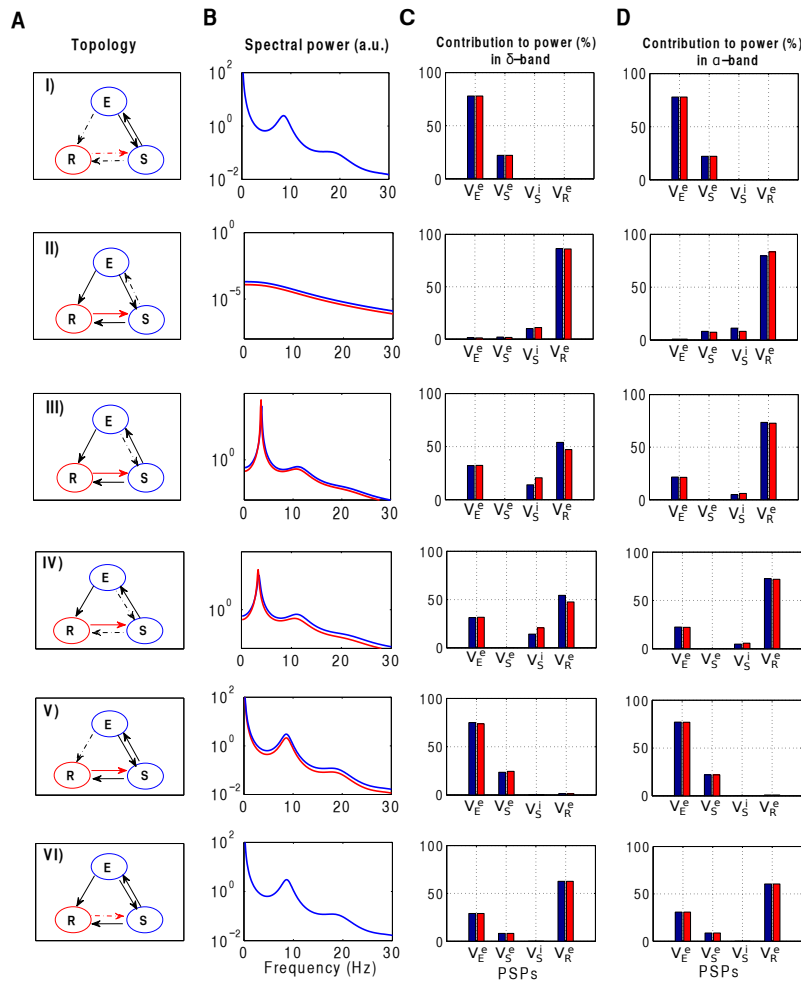 A
B
C
D
Topology
Spectral power (a.u.)
Contribution to power (%)
in δ−band
Contribution to power (%)
in α−band
I)
E
R
S
10^2
10^0
10^−2
0 10 20 30
100
50
0
V_E^e V_S^e V_S^i V_R^e
100
50
0
V_E^e V_S^e V_S^i V_R^e
II)
E
R
S
10^0
10^−5
0 10 20 30
100
50
0
V_E^e V_S^e V_S^i V_R^e
100
50
0
V_E^e V_S^e V_S^i V_R^e
III)
E
R
S
10^0
0 10 20 30
100
50
0
V_E^e V_S^e V_S^i V_R^e
100
50
0
V_E^e V_S^e V_S^i V_R^e
IV)
E
R
S
10^0
0 10 20 30
100
50
0
V_E^e V_S^e V_S^i V_R^e
100
50
0
V_E^e V_S^e V_S^i V_R^e
V)
E
R
S
10^2
10^0
10^−2
0 10 20 30
100
50
0
V_E^e V_S^e V_S^i V_R^e
100
50
0
V_E^e V_S^e V_S^i V_R^e
VI)
E
R
S
10^2
10^0
10^−2
0 10 20 30
Frequency (Hz)
100
50
0
V_E^e V_S^e V_S^i V_R^e
PSPs
100
50
0
V_E^e V_S^e V_S^i V_R^e
PSPs